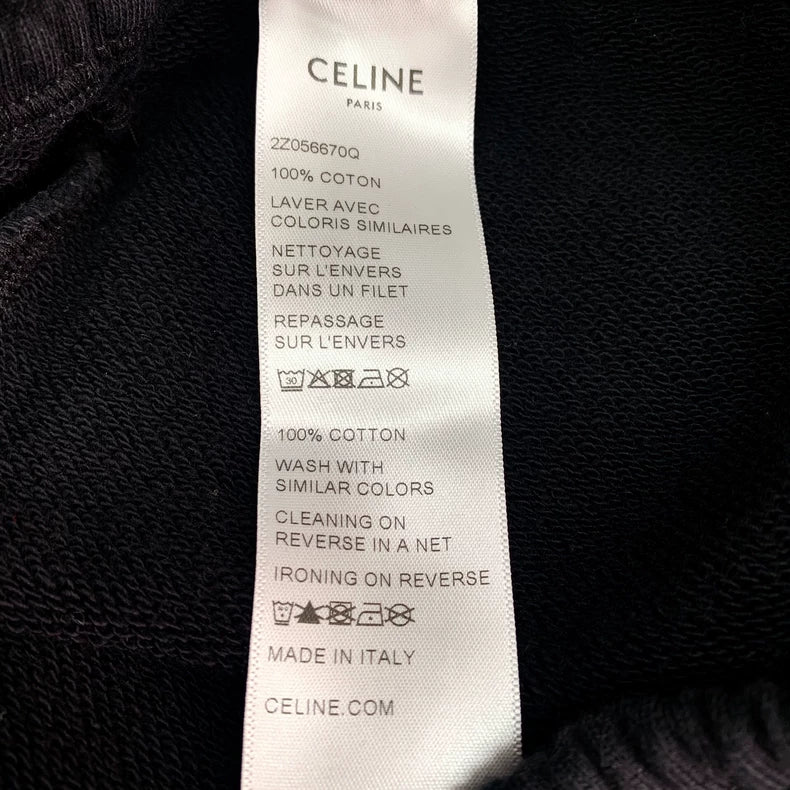 CELINE
PARIS
2Z056670Q
100% COTON
LAVER AVEC
COLORIS SIMILAIRES
NETTOYAGE
SUR L'ENVERS
DANS UN FILET
REPASSAGE
SUR L'ENVERS
30
100% COTTON
WASH WITH
SIMILAR COLORS
CLEANING ON
REVERSE IN A NET
IRONING ON REVERSE
MADE IN ITALY
CELINE.COM